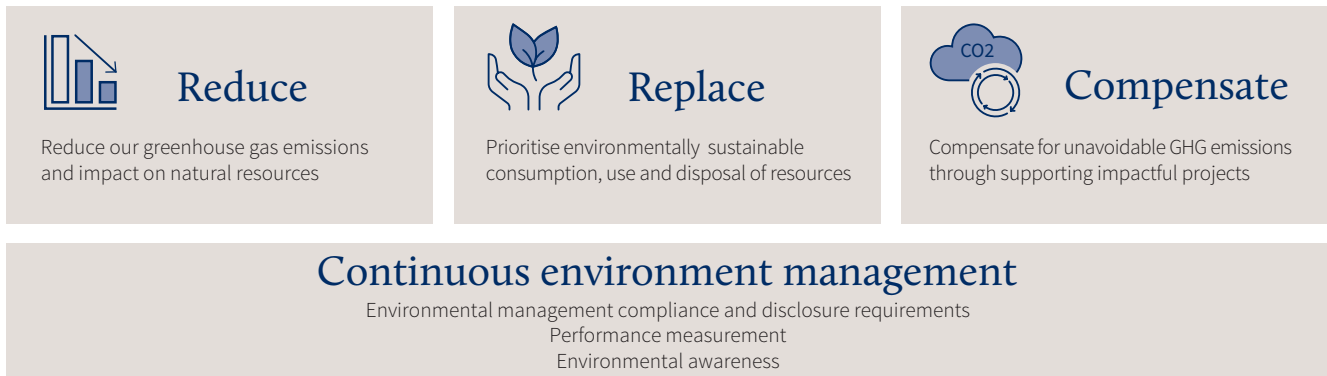 Reduce
Reduce our greenhouse gas emissions
and impact on natural resources
Replace
Prioritise environmentally sustainable
consumption, use and disposal of resources
CO2
Compensate
Compensate for unavoidable GHG emissions
through supporting impactful projects
Continuous environment management
Environmental management compliance and disclosure requirements
Performance measurement
Environmental awareness